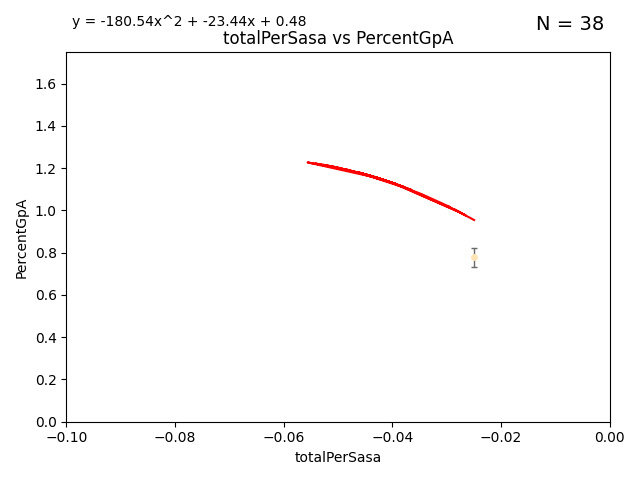 y = -180.54x^2 + -23.44x + 0.48
N = 38
totalPerSasa vs PercentGpA
PercentGpA
1.6
1.4
1.2
1.0
0.8
0.6
0.4
0.2
0.0
−0.10 −0.08 −0.06 −0.04 −0.02 0.00
totalPerSasa